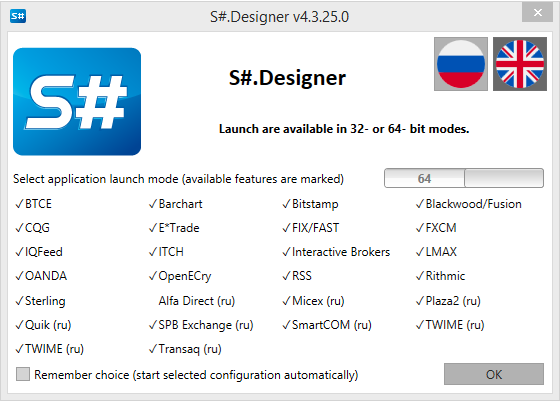 S# S#.Designer v4.3.25.0
S#
S#.Designer
Launch are available in 32- or 64- bit modes.
Select application launch mode (available features are marked) 64
✓BTCE ✓Barchart ✓Bitstamp ✓Blackwood/Fusion
✓CQG ✓E*Trade ✓FIX/FAST ✓FXCM
✓IQFeed ✓ITCH ✓Interactive Brokers ✓LMAX
✓OANDA ✓OpenECry ✓RSS ✓Rithmic
✓Sterling Alfa Direct (ru) ✓Micex (ru) ✓Plaza2 (ru)
✓Quik (ru) ✓SPB Exchange (ru) ✓SmartCOM (ru) ✓TWIME (ru)
✓TWIME (ru) ✓Transaq (ru)
Remember choice (start selected configuration automatically) OK